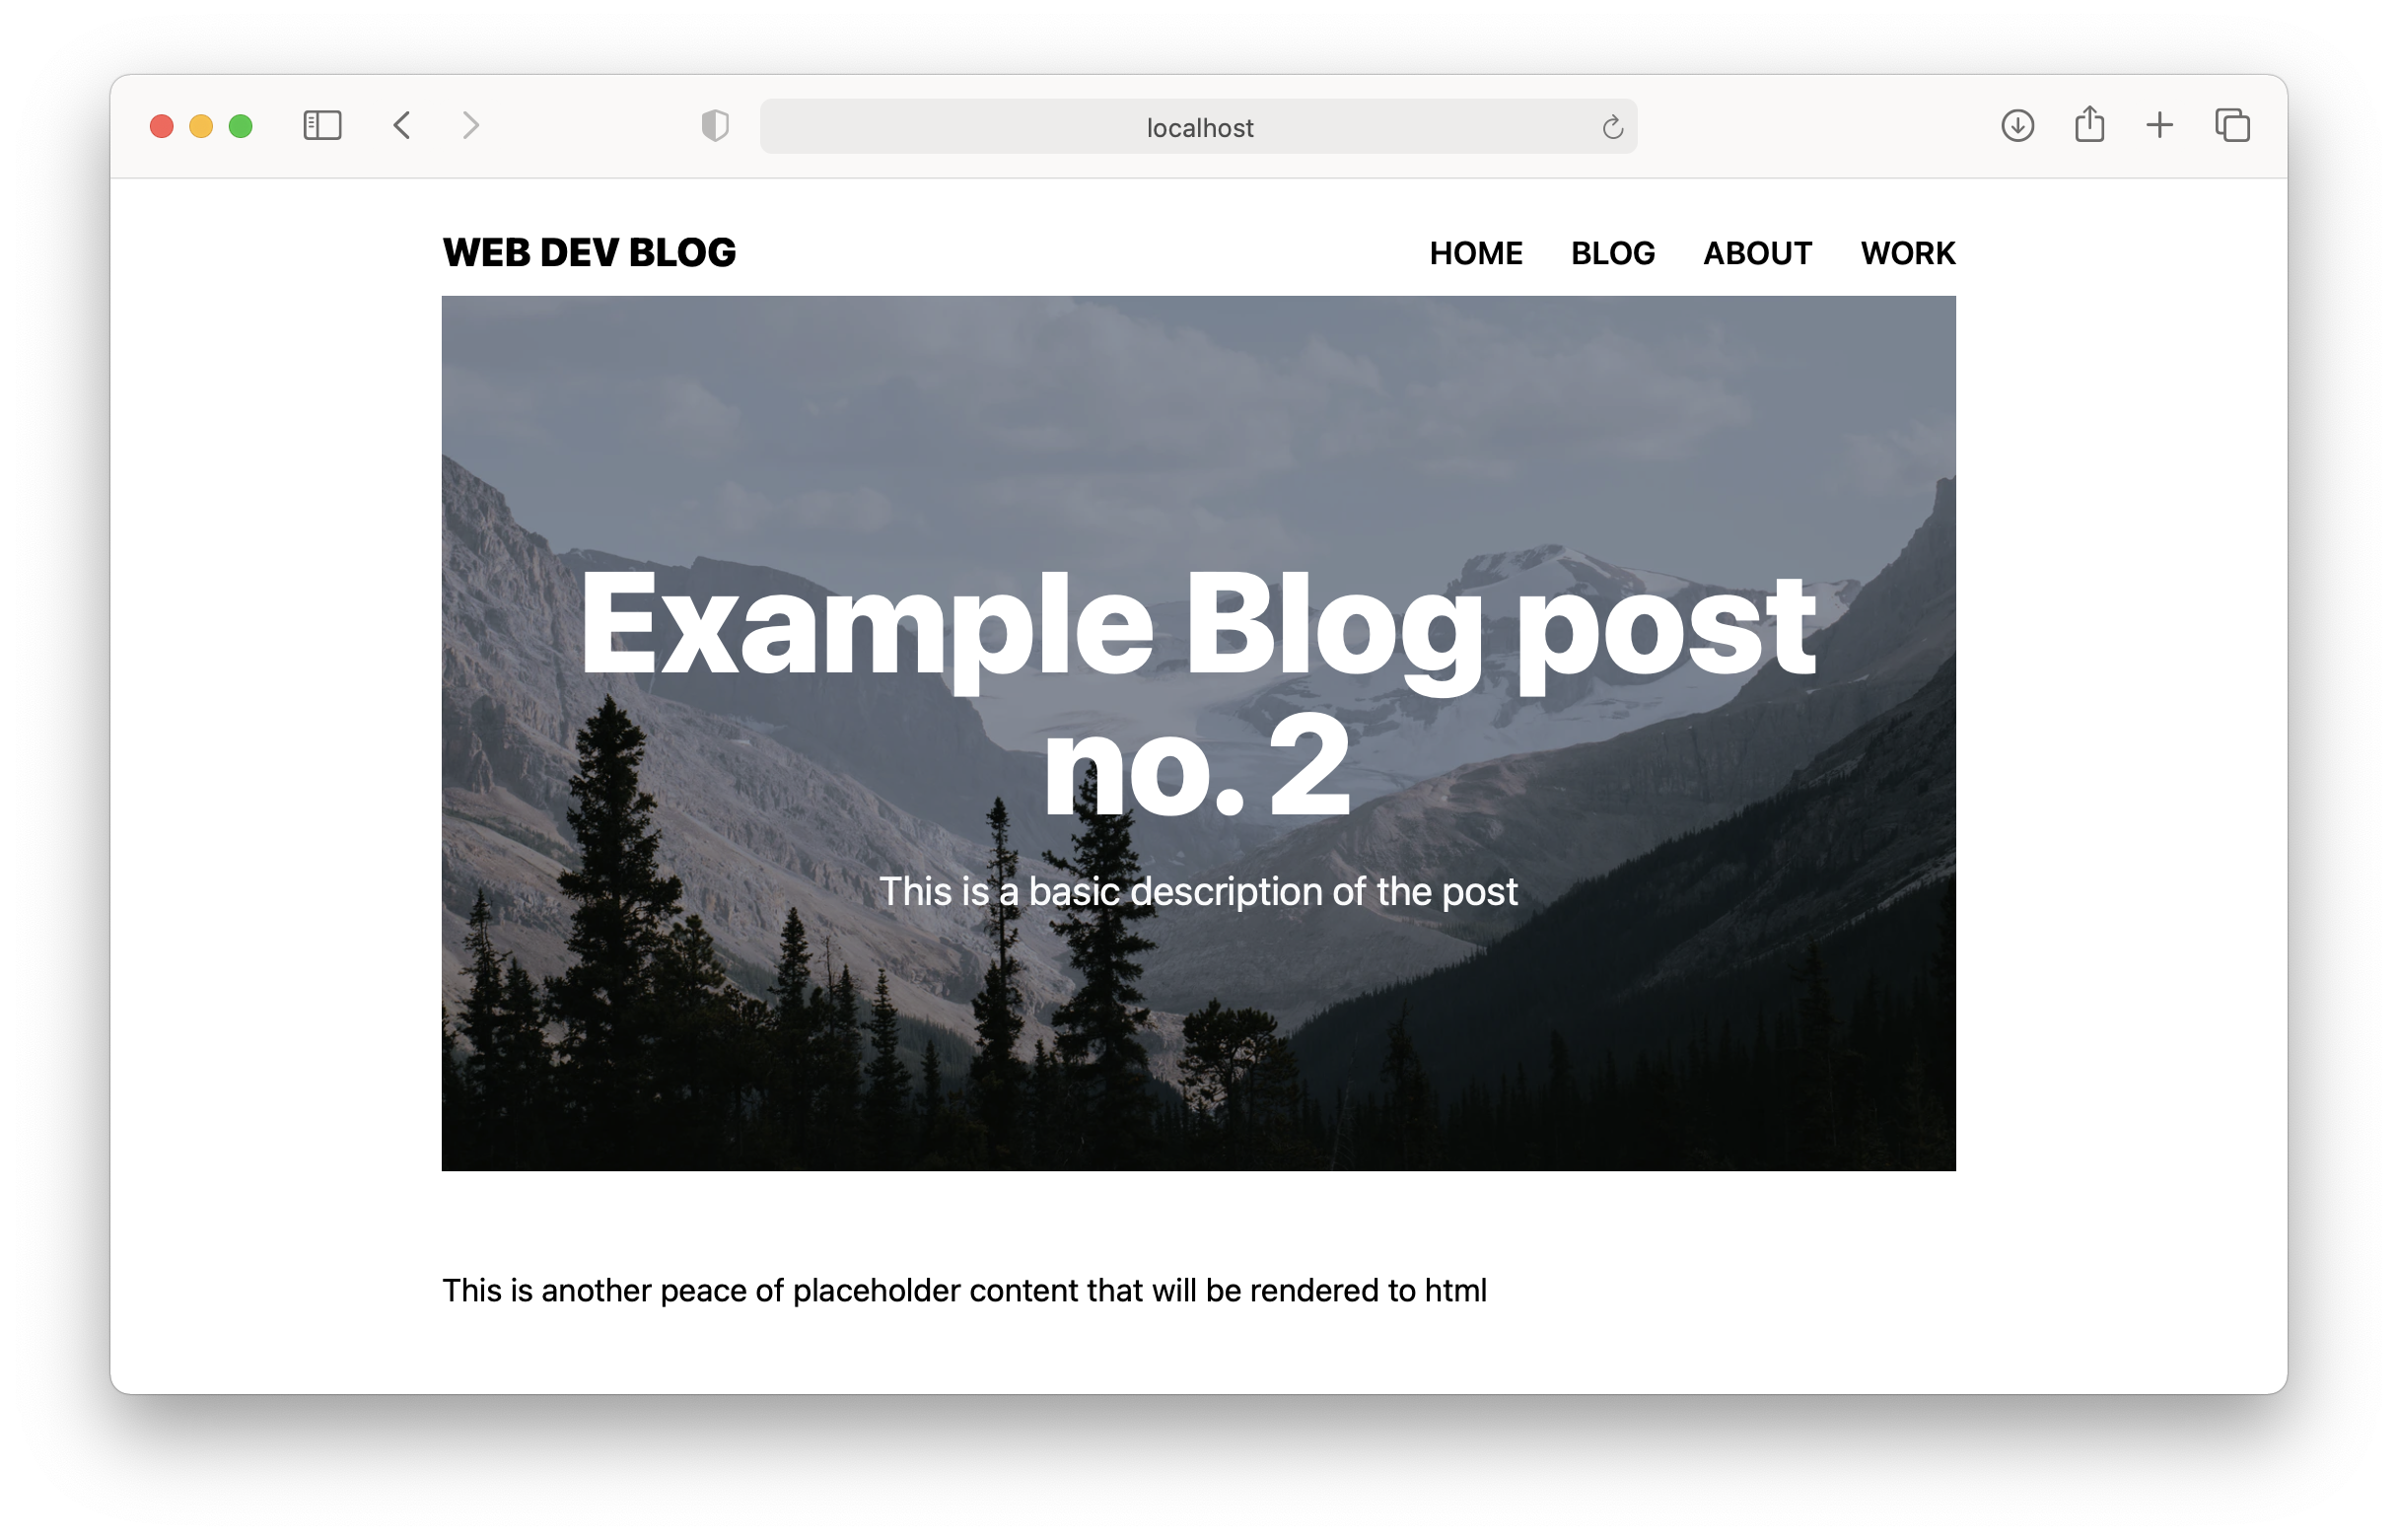 localhost
WEB DEV BLOG HOME BLOG ABOUT WORK
Example Blog post
no. 2
This is a basic description of the post
This is another peace of placeholder content that will be rendered to html